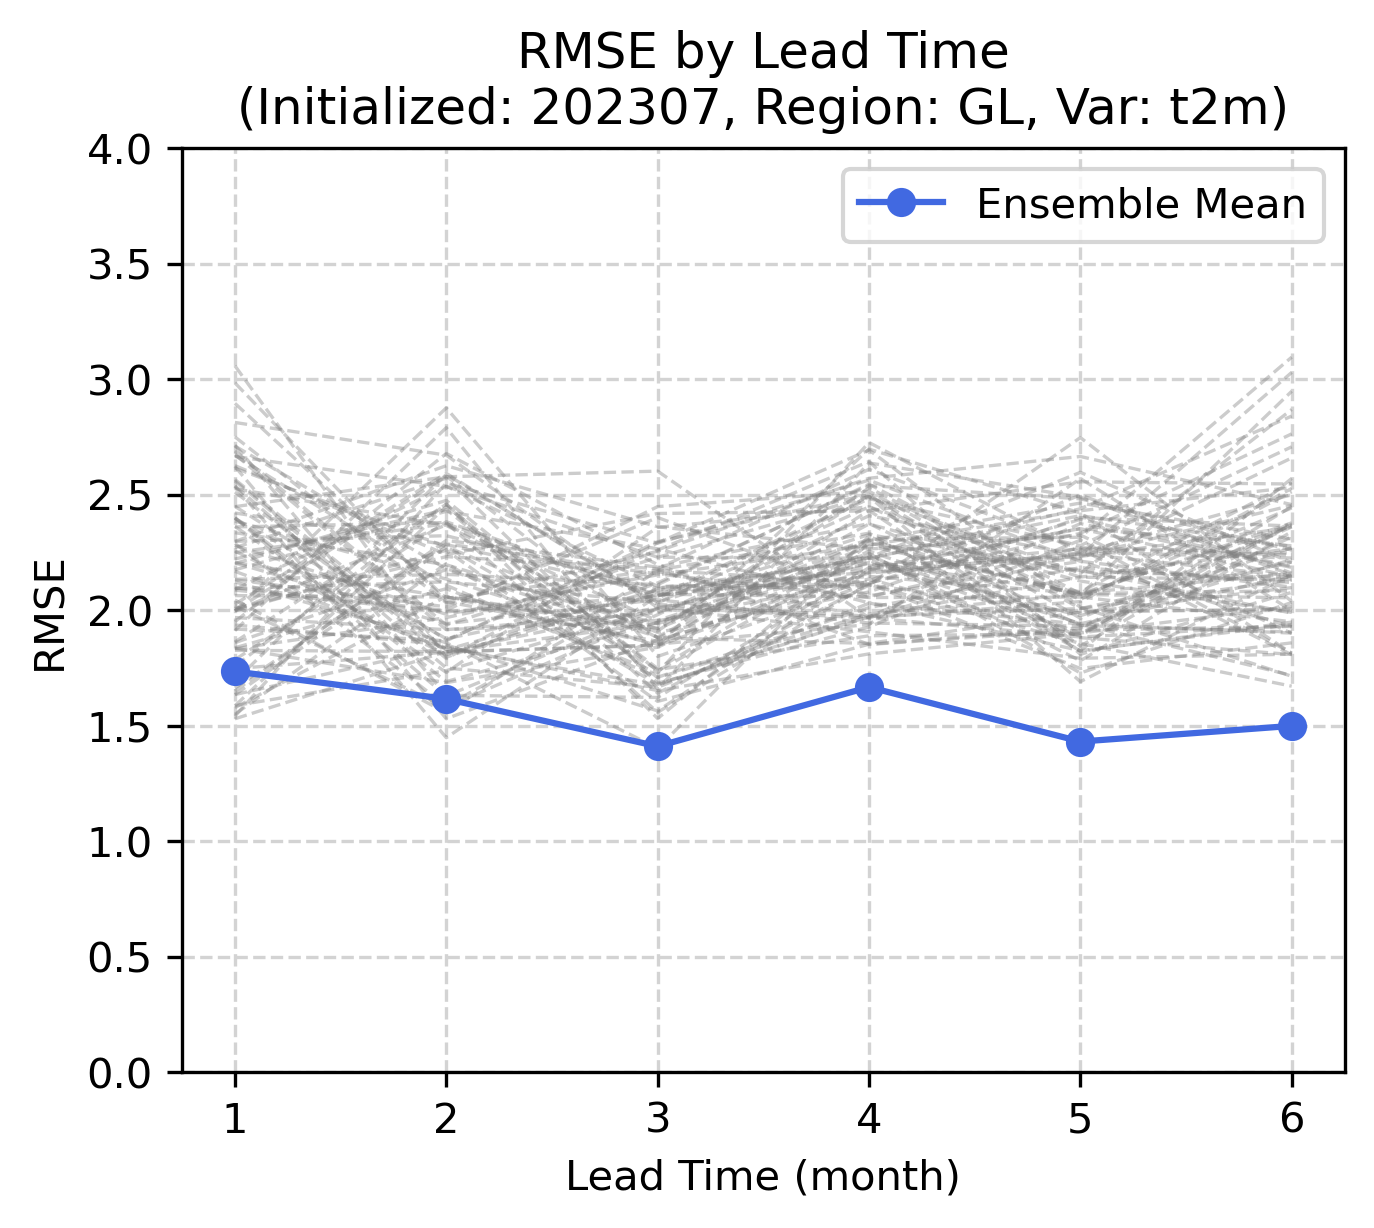 RMSE by Lead Time
(Initialized: 202307, Region: GL, Var: t2m)
4.0
3.5
3.0
2.5
2.0
1.5
1.0
0.5
0.0
RMSE
Ensemble Mean
1 2 3 4 5 6
Lead Time (month)